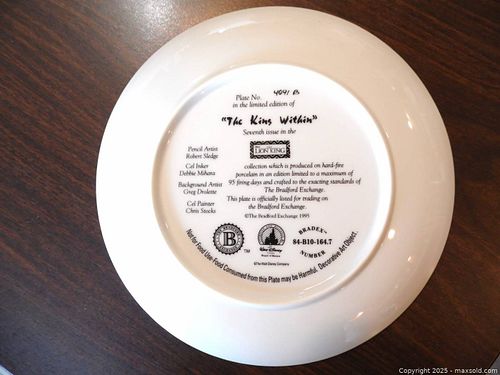 Plate No. 4041 B
in the limited edition of
"The King Within"
Seventh issue in the
THE LION KING
Pencil Artist
Robert Sledge
Cel Inker
Debbie Mihara
Background Artist
Greg Drolette
Cel Painter
Chris Stocks
collection which is produced on hard-fire
porcelain in an edition limited to a maximum of
95 firing days and crafted to the exacting standards of
The Bradford Exchange.
This plate is officially listed for trading on
the Bradford Exchange.
©The Bradford Exchange 1995
B
TM
WALT DISNEY
©The Walt Disney Company
BRADEX-
84-B10-164.7
NUMBER
Not for Food Use-Food Consumed from this Plate may be Harmful. Decorative Art Object.
Copyright 2025 - maxsold.com